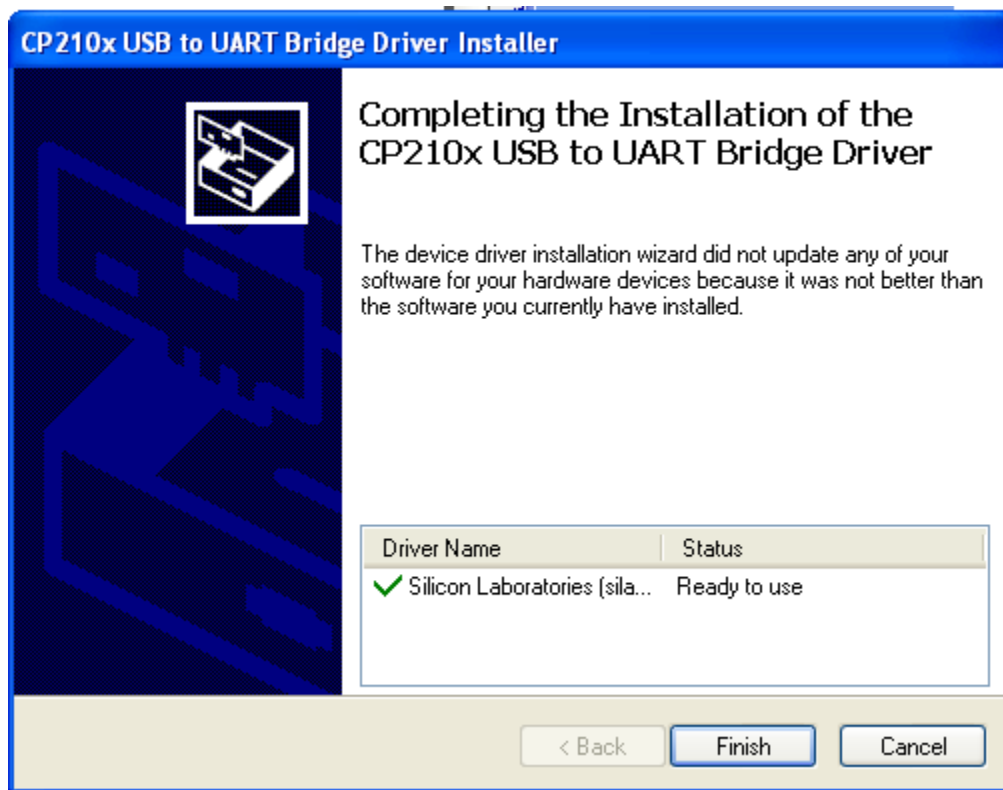 CP210x USB to UART Bridge Driver Installer
Completing the Installation of the
CP210x USB to UART Bridge Driver
The device driver installation wizard did not update any of your
software for your hardware devices because it was not better than
the software you currently have installed.
Driver Name Status
Silicon Laboratories (sila... Ready to use
< Back Finish Cancel